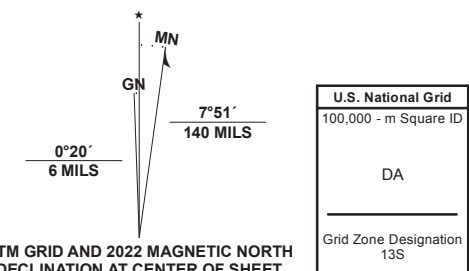 ★
MN
GN
7°51´
140 MILS
0°20´
6 MILS
TM GRID AND 2022 MAGNETIC NORTH
DECLINATION AT CENTER OF SHEET
U.S. National Grid
100,000 - m Square ID
DA
Grid Zone Designation
13S